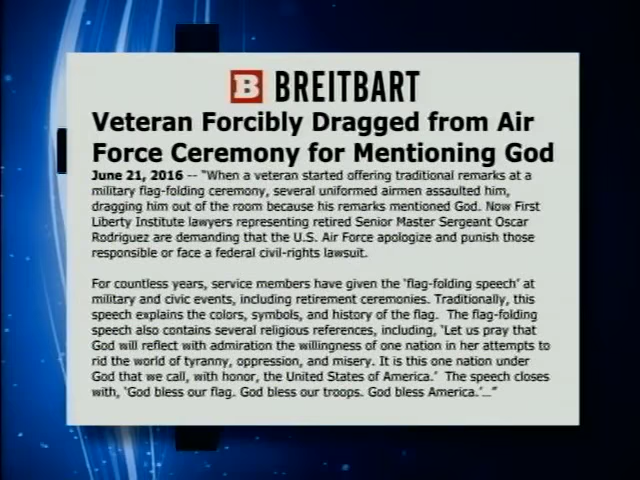 B BREITBART
Veteran Forcibly Dragged from Air
Force Ceremony for Mentioning God
June 21, 2016 -- “When a veteran started offering traditional remarks at a
military flag-folding ceremony, several uniformed airmen assaulted him,
dragging him out of the room because his remarks mentioned God. Now First
Liberty Institute lawyers representing retired Senior Master Sergeant Oscar
Rodriguez are demanding that the U.S. Air Force apologize and punish those
responsible or face a federal civil-rights lawsuit.
For countless years, service members have given the ‘flag-folding speech’ at
military and civic events, including retirement ceremonies. Traditionally, this
speech explains the colors, symbols, and history of the flag.  The flag-folding
speech also contains several religious references, including, ‘Let us pray that
God will reflect with admiration the willingness of one nation in her attempts to
rid the world of tyranny, oppression, and misery. It is this one nation under
God that we call, with honor, the United States of America.’  The speech closes
with, ‘God bless our flag. God bless our troops. God bless America.’...”